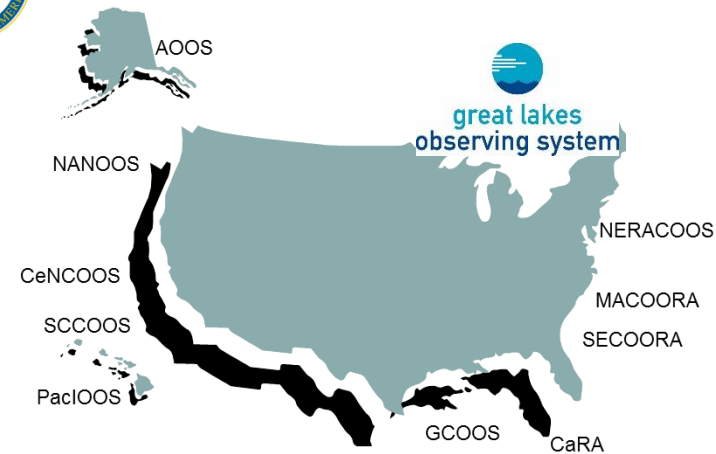 AOOS
great lakes
observing system
NANOOS
NERACOOS
CeNCOOS
MACOORA
SCCOOS
SECOORA
PacIOOS
GCOOS
CaRA